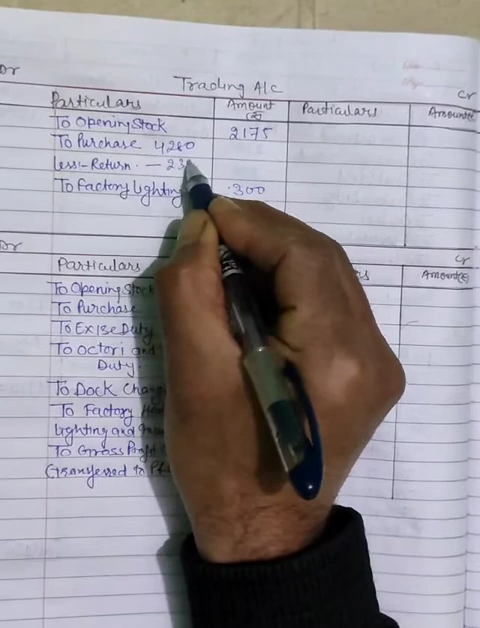 Dr
Trading A/c
Cr
Particulars Amount (₹) Particulars Amount(₹
To Opening Stock 2175
To Purchase 4280
Less:- Return. — 23
To Factory Lighting 300
Dr
Cr
Particulars Amount(₹)
To Opening Stock
To Purchase
To Exise Duty
To Octori and
Duty.
To Dock
To Factory
Lighting and
To Gross Profit
(transferred to